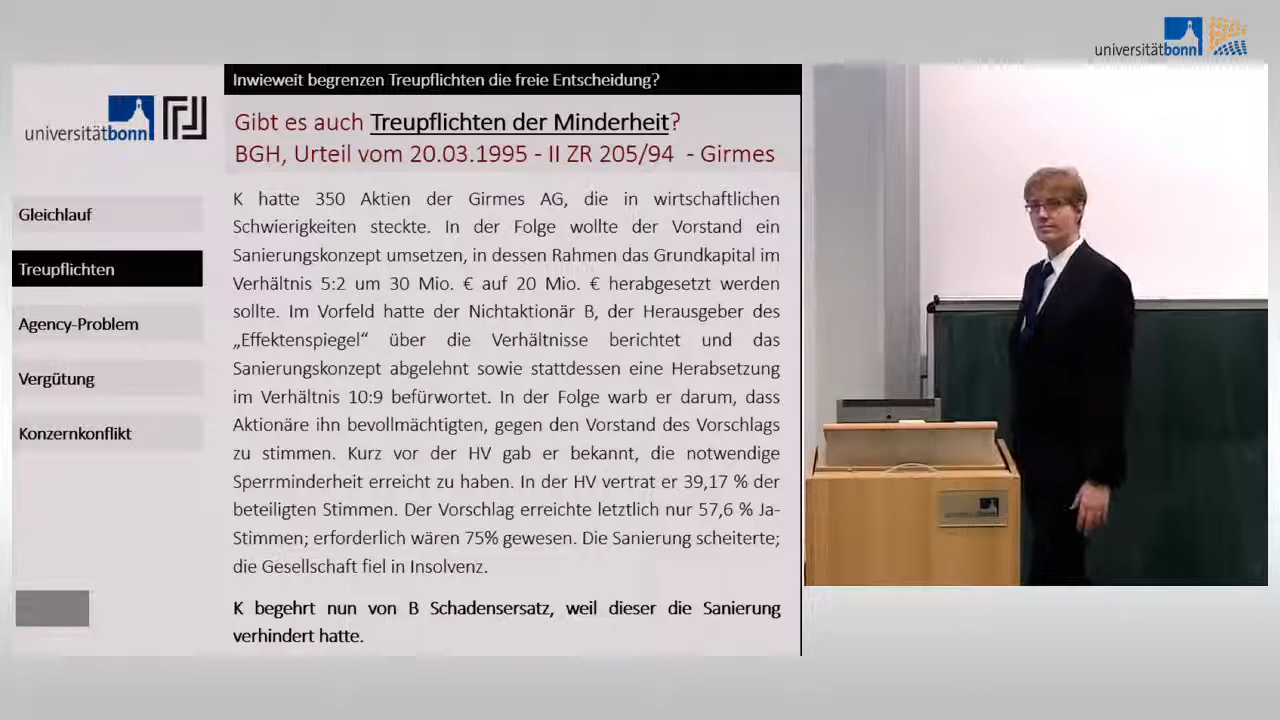 universitätbonn
Inwieweit begrenzen Treupflichten die freie Entscheidung?
universitätbonn
Gibt es auch Treupflichten der Minderheit?
BGH, Urteil vom 20.03.1995 - II ZR 205/94 - Girmes
Gleichlauf
Treupflichten
Agency-Problem
Vergütung
Konzernkonflikt
K hatte 350 Aktien der Girmes AG, die in wirtschaftlichen
Schwierigkeiten steckte. In der Folge wollte der Vorstand ein
Sanierungskonzept umsetzen, in dessen Rahmen das Grundkapital im
Verhältnis 5:2 um 30 Mio. € auf 20 Mio. € herabgesetzt werden
sollte. Im Vorfeld hatte der Nichtaktionär B, der Herausgeber des
„Effektenspiegel“ über die Verhältnisse berichtet und das
Sanierungskonzept abgelehnt sowie stattdessen eine Herabsetzung
im Verhältnis 10:9 befürwortet. In der Folge warb er darum, dass
Aktionäre ihn bevollmächtigten, gegen den Vorstand des Vorschlags
zu stimmen. Kurz vor der HV gab er bekannt, die notwendige
Sperrminderheit erreicht zu haben. In der HV vertrat er 39,17 % der
beteiligten Stimmen. Der Vorschlag erreichte letztlich nur 57,6 % Ja-
Stimmen; erforderlich wären 75% gewesen. Die Sanierung scheiterte;
die Gesellschaft fiel in Insolvenz.
K begehrt nun von B Schadensersatz, weil dieser die Sanierung
verhindert hatte.